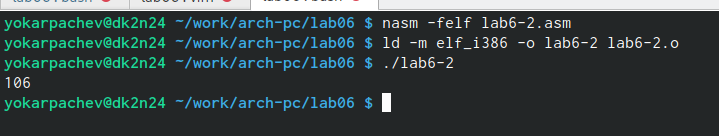 yokarpachev@dk2n24 ~/work/arch-pc/lab06 $ nasm -felf lab6-2.asm
yokarpachev@dk2n24 ~/work/arch-pc/lab06 $ ld -m elf_i386 -o lab6-2 lab6-2.o
yokarpachev@dk2n24 ~/work/arch-pc/lab06 $ ./lab6-2
106
yokarpachev@dk2n24 ~/work/arch-pc/lab06 $